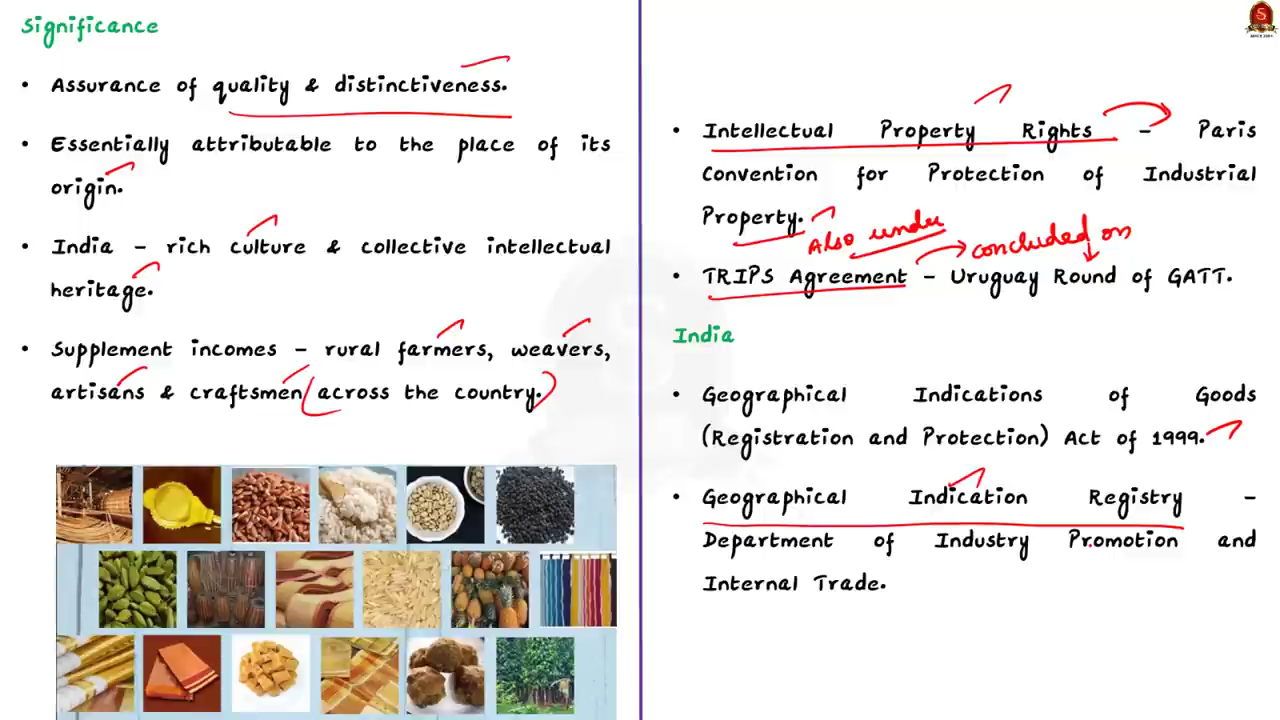 Significance
• Assurance of quality & distinctiveness.
• Essentially attributable to the place of its
origin.
• India – rich culture & collective intellectual
heritage.
• Supplement incomes – rural farmers, weavers,
artisans & craftsmen (across the country.)
• Intellectual Property Rights – Paris
Convention for Protection of Industrial
Property.
Also under
concluded on
• TRIPS Agreement – Uruguay Round of GATT.
India
• Geographical Indications of Goods
(Registration and Protection) Act of 1999.
• Geographical Indication Registry –
Department of Industry Promotion and
Internal Trade.